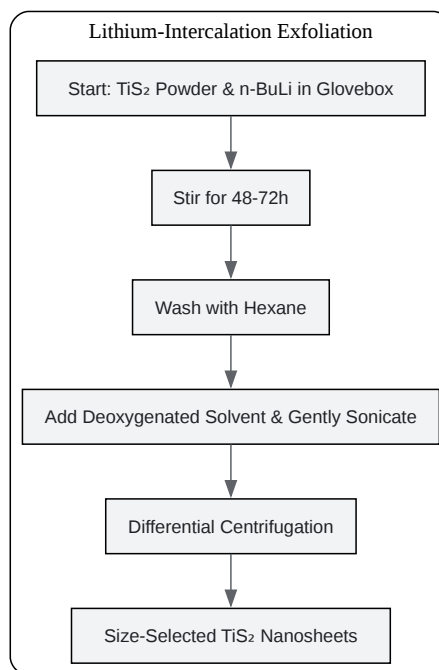 Lithium-Intercalation Exfoliation
Start: TiS₂ Powder & n-BuLi in Glovebox
Stir for 48-72h
Wash with Hexane
Add Deoxygenated Solvent & Gently Sonicate
Differential Centrifugation
Size-Selected TiS₂ Nanosheets